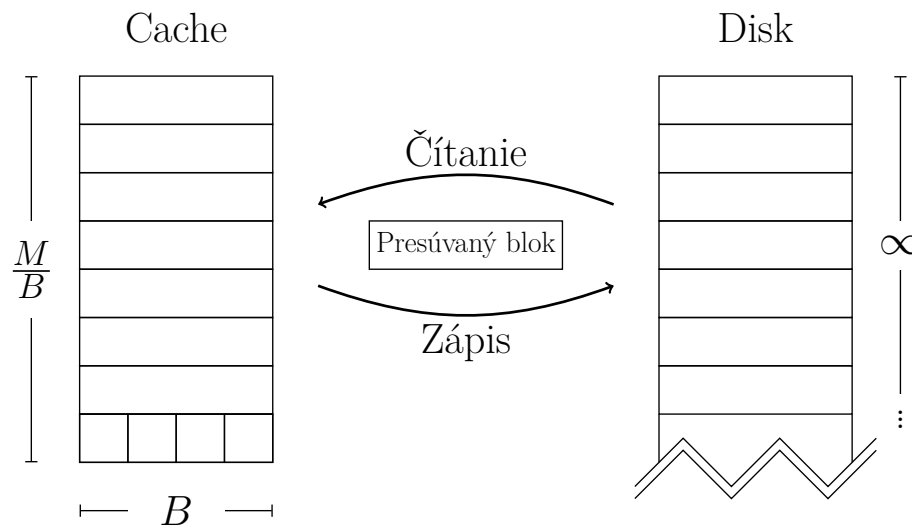 Cache
Disk
Čítanie
Presúvaný blok
Zápis
M
B
∝
...
B